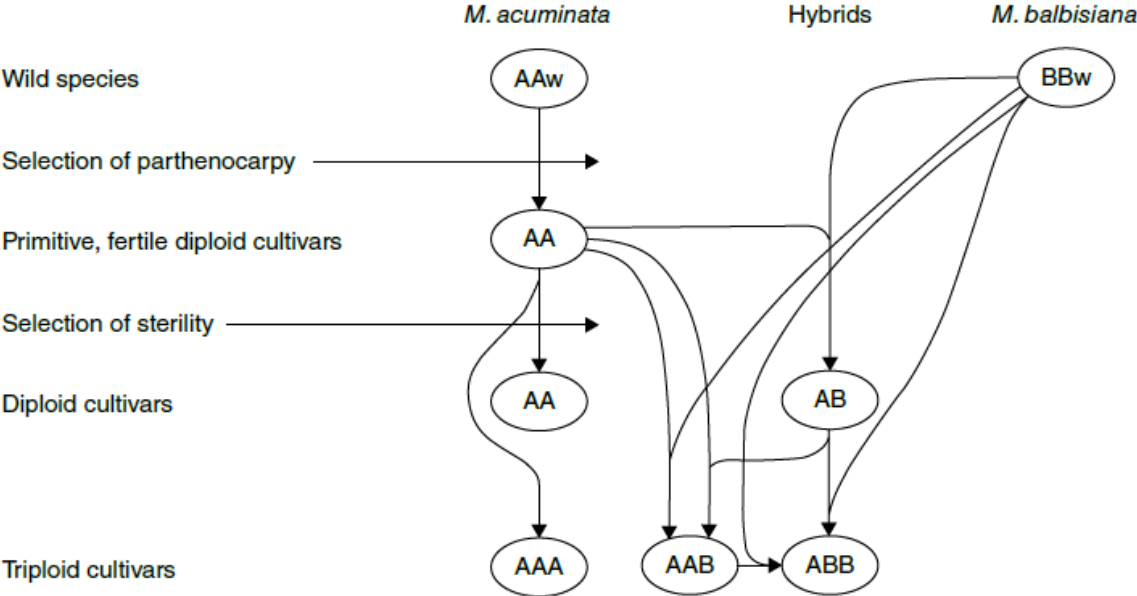 M. acuminata Hybrids M. balbisiana
Wild species AAw BBw
Selection of parthenocarpy
Primitive, fertile diploid cultivars AA
Selection of sterility
Diploid cultivars AA AB
Triploid cultivars AAA AAB ABB